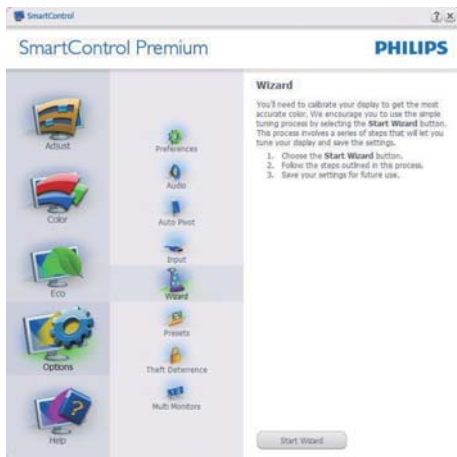 SmartControl
SmartControl Premium
PHILIPS
Adjust
Color
Eco
Options
Help
Preferences
Audio
Auto Pivot
Input
Wizard
Presets
Theft Deterrence
Multi Monitors
Wizard
You'll need to calibrate your display to get the most
accurate color. We encourage you to use the simple
tuning process by selecting the Start Wizard button.
This process involves a series of steps that will let you
tune your display and save the settings.
1. Choose the Start Wizard button.
2. Follow the steps outlined in this process.
3. Save your settings for future use.
Start Wizard